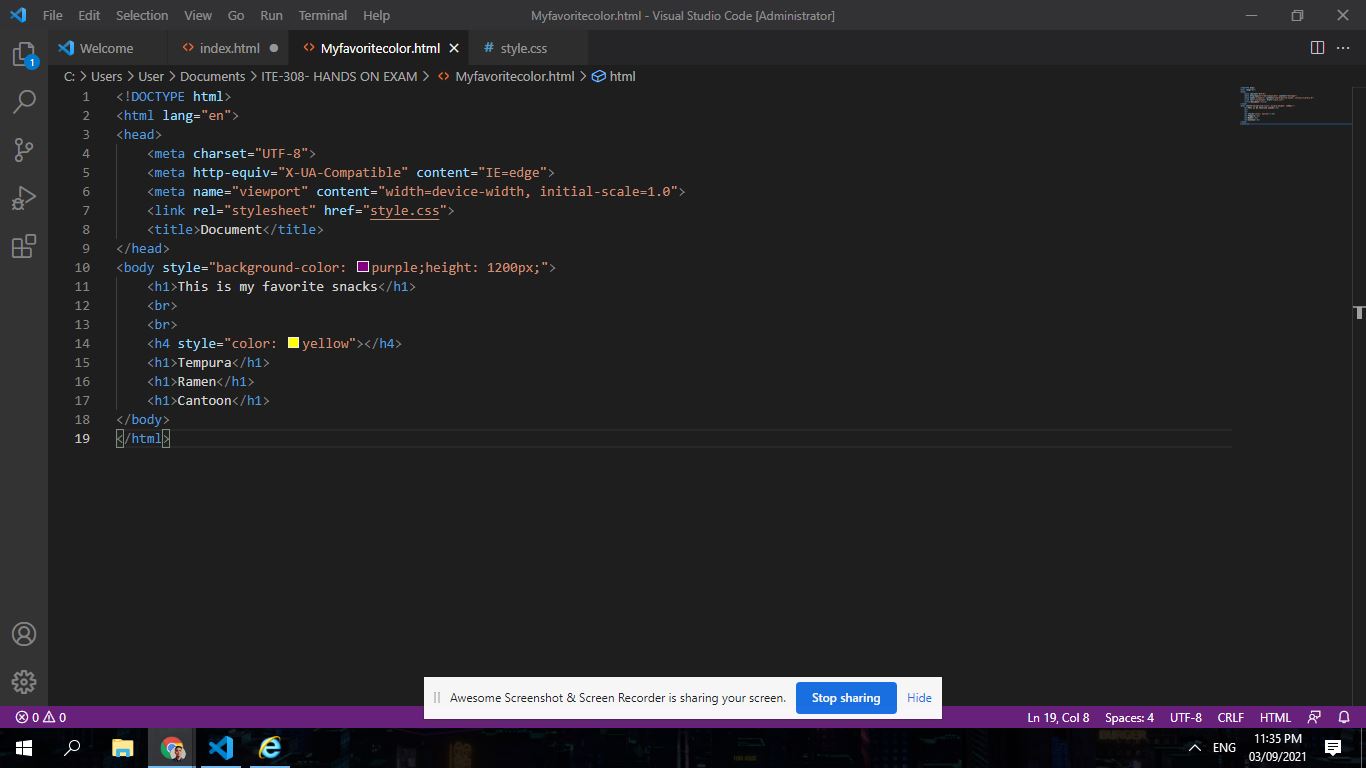 File Edit Selection View Go Run Terminal Help Myfavoritecolor.html - Visual Studio Code [Administrator]
Welcome index.html Myfavoritecolor.html # style.css
C: > Users > User > Documents > ITE-308- HANDS ON EXAM > Myfavoritecolor.html > html
1
1 <!DOCTYPE html>
2 <html lang="en">
3 <head>
4 <meta charset="UTF-8">
5 <meta http-equiv="X-UA-Compatible" content="IE=edge">
6 <meta name="viewport" content="width=device-width, initial-scale=1.0">
7 <link rel="stylesheet" href="style.css">
8 <title>Document</title>
9 </head>
10 <body style="background-color: purple;height: 1200px;">
11 <h1>This is my favorite snacks</h1>
12 <br>
13 <br>
14 <h4 style="color: yellow"></h4>
15 <h1>Tempura</h1>
16 <h1>Ramen</h1>
17 <h1>Cantoon</h1>
18 </body>
19 </html>
Awesome Screenshot & Screen Recorder is sharing your screen. Stop sharing Hide
0 0 Ln 19, Col 8 Spaces: 4 UTF-8 CRLF HTML
ENG 11:35 PM
03/09/2021